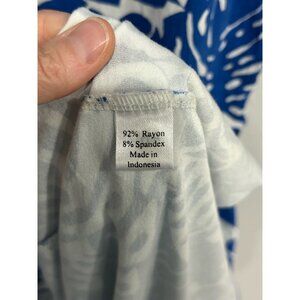 92% Rayon
8% Spandex
Made in
Indonesia